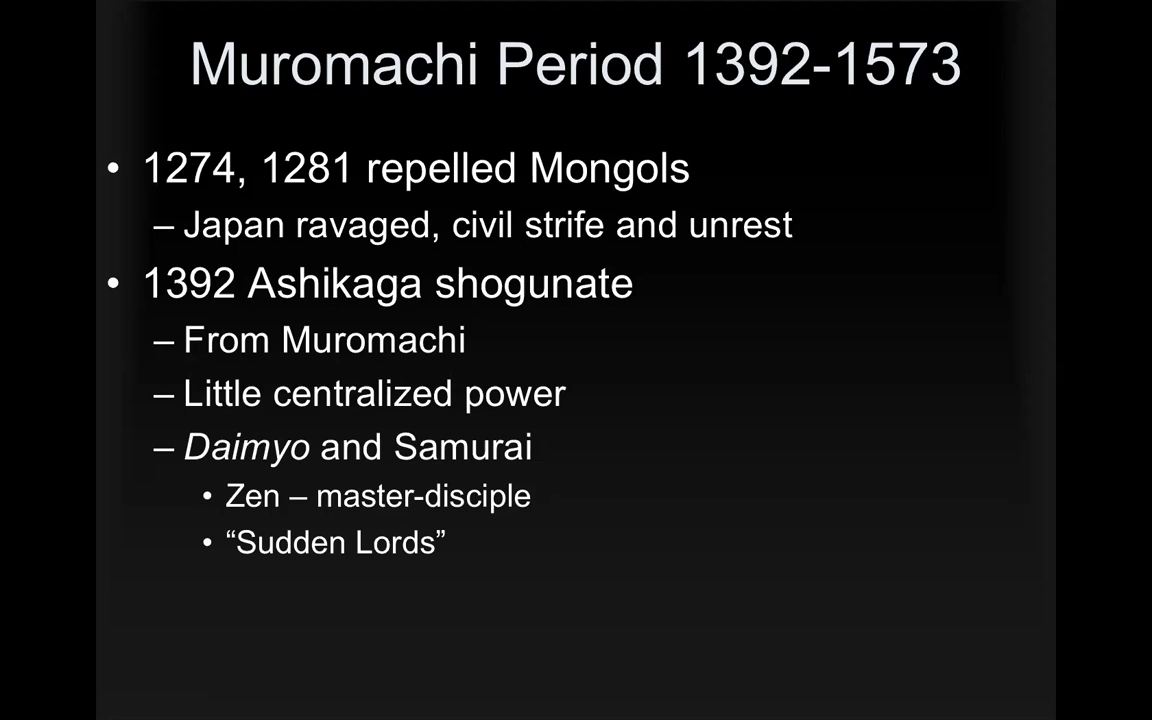 Muromachi Period 1392-1573
• 1274, 1281 repelled Mongols
– Japan ravaged, civil strife and unrest
• 1392 Ashikaga shogunate
– From Muromachi
– Little centralized power
– Daimyo and Samurai
• Zen – master-disciple
• “Sudden Lords”